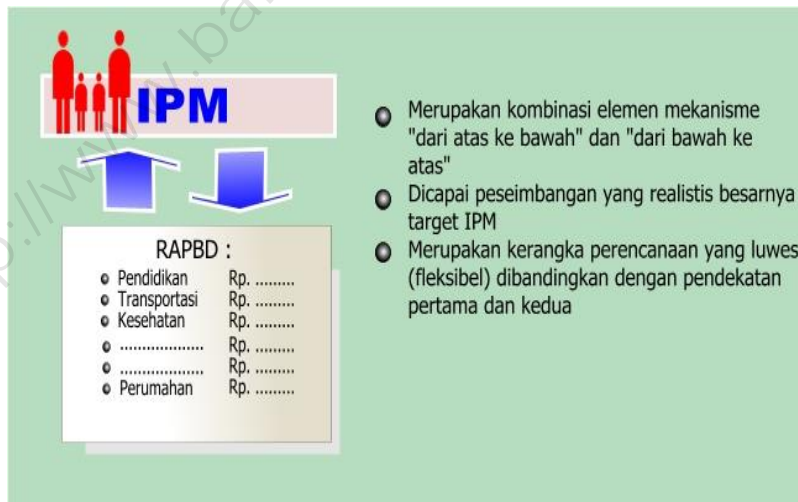 IPM
Merupakan kombinasi elemen mekanisme
"dari atas ke bawah" dan "dari bawah ke
atas"
Dicapai peseimbangan yang realistis besarnya
target IPM
Merupakan kerangka perencanaan yang luwes
(fleksibel) dibandingkan dengan pendekatan
pertama dan kedua
RAPBD :
Pendidikan Rp. .........
Transportasi Rp. .........
Kesehatan Rp. .........
................... Rp. .........
................... Rp. .........
Perumahan Rp. .........